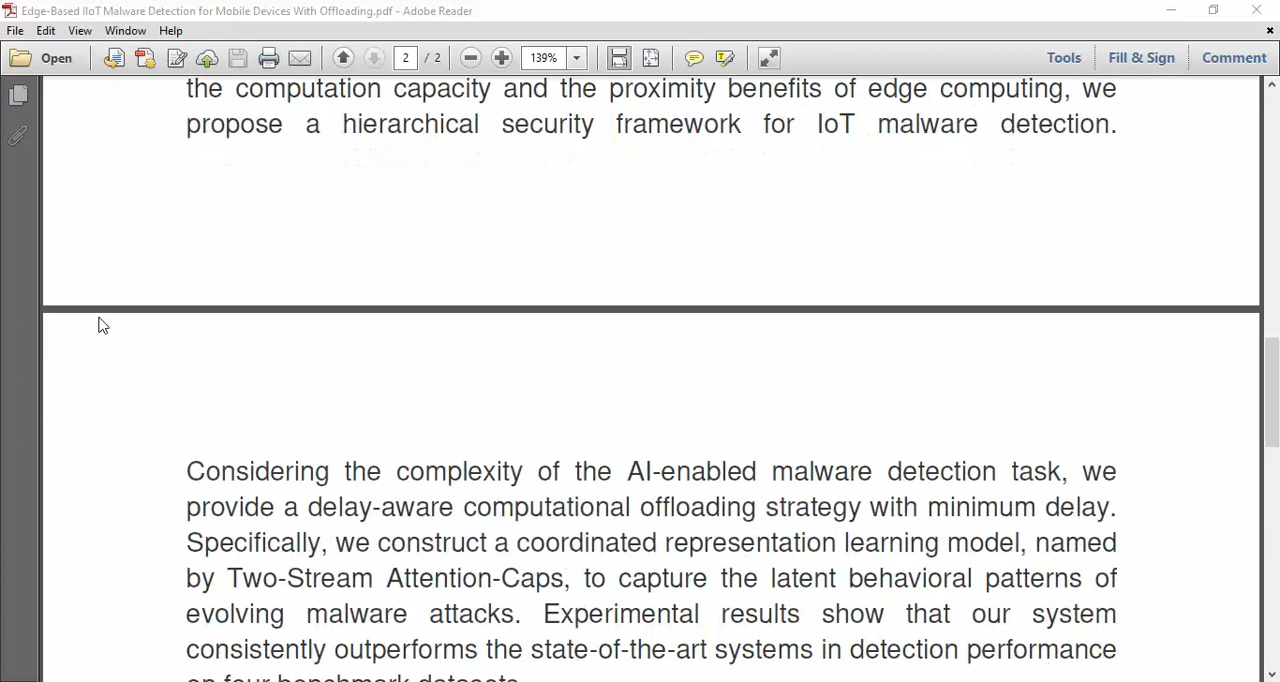 Edge-Based IIoT Malware Detection for Mobile Devices With Offloading.pdf - Adobe Reader
File Edit View Window Help
Open 2 / 2 139% Tools Fill & Sign Comment
the computation capacity and the proximity benefits of edge computing, we
propose a hierarchical security framework for IoT malware detection.
Considering the complexity of the AI-enabled malware detection task, we
provide a delay-aware computational offloading strategy with minimum delay.
Specifically, we construct a coordinated representation learning model, named
by Two-Stream Attention-Caps, to capture the latent behavioral patterns of
evolving malware attacks. Experimental results show that our system
consistently outperforms the state-of-the-art systems in detection performance
on four benchmark datasets.